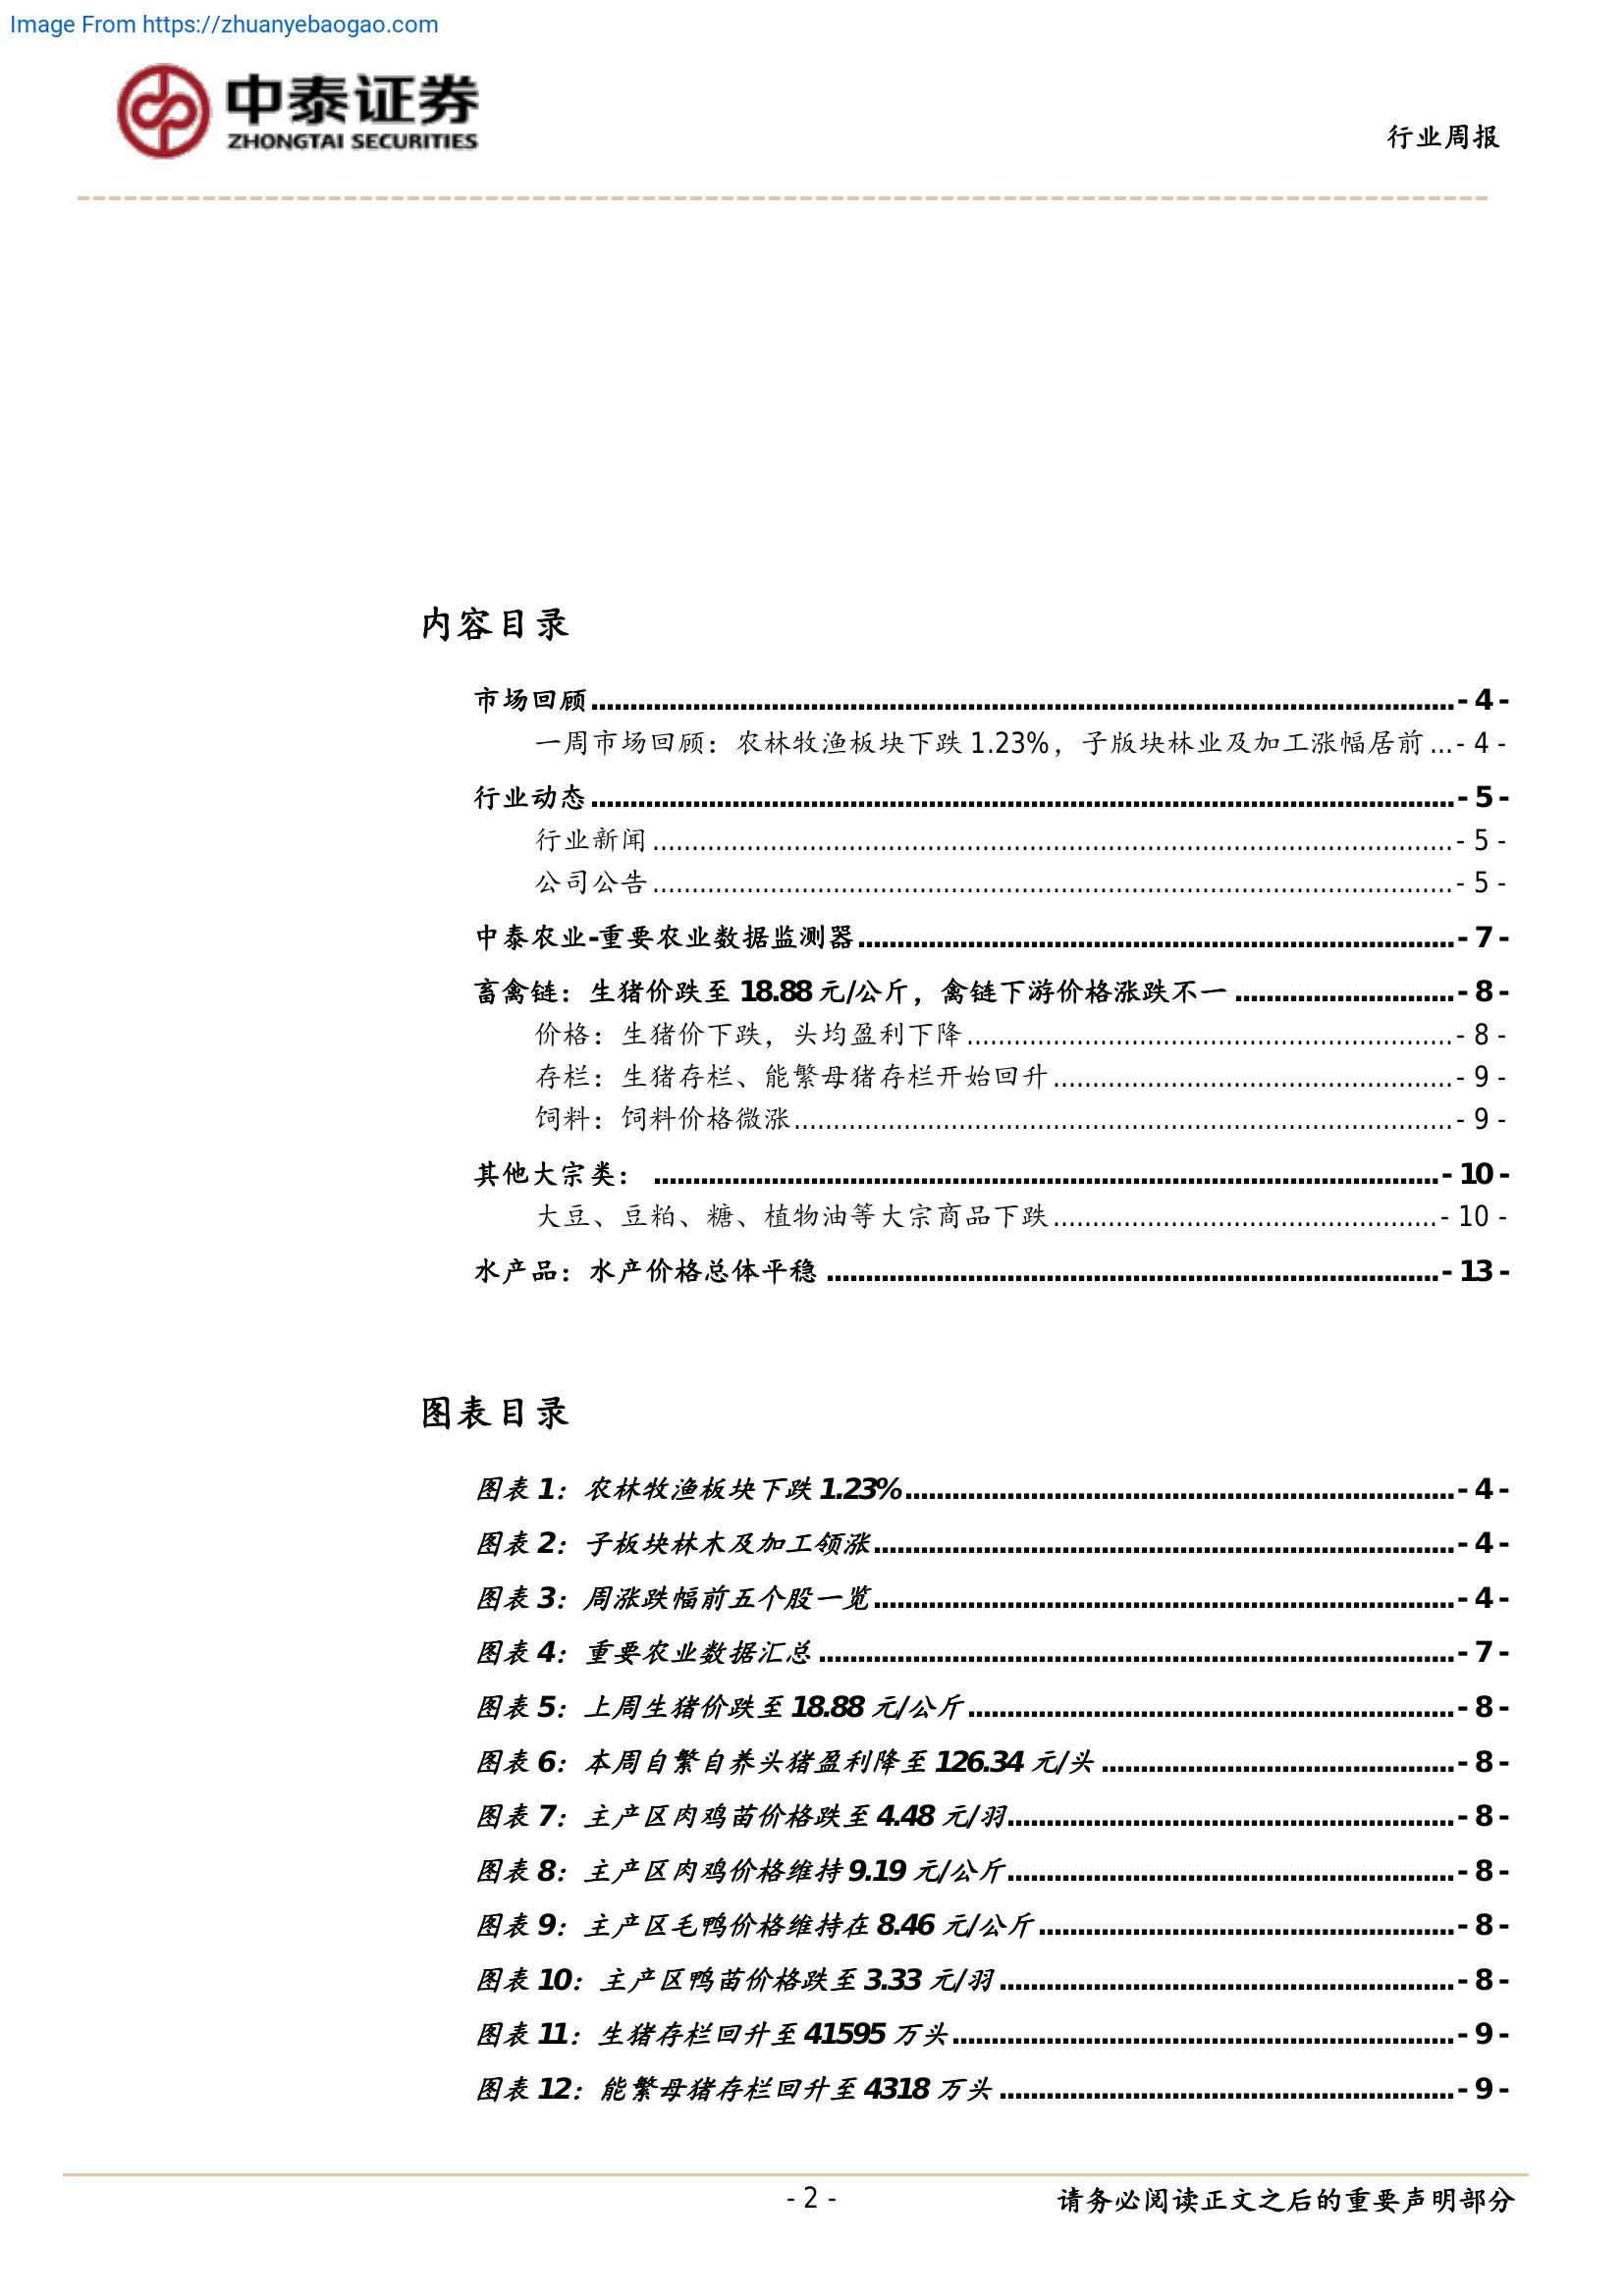 Image From https://zhuanyebaogao.com
中泰证券
ZHONGTAI SECURITIES
行业周报
内容目录
市场回顾 - 4 -
一周市场回顾：农林牧渔板块下跌 1.23%，子版块林业及加工涨幅居前 - 4 -
行业动态 - 5 -
行业新闻 - 5 -
公司公告 - 5 -
中泰农业-重要农业数据监测器 - 7 -
畜禽链：生猪价跌至 18.88 元/公斤，禽链下游价格涨跌不一 - 8 -
价格：生猪价下跌，头均盈利下降 - 8 -
存栏：生猪存栏、能繁母猪存栏开始回升 - 9 -
饲料：饲料价格微涨 - 9 -
其他大宗类： - 10 -
大豆、豆粕、糖、植物油等大宗商品下跌 - 10 -
水产品：水产价格总体平稳 - 13 -
图表目录
图表 1：农林牧渔板块下跌 1.23% - 4 -
图表 2：子板块林木及加工领涨 - 4 -
图表 3：周涨跌幅前五个股一览 - 4 -
图表 4：重要农业数据汇总 - 7 -
图表 5：上周生猪价跌至 18.88 元/公斤 - 8 -
图表 6：本周自繁自养头猪盈利降至 126.34 元/头 - 8 -
图表 7：主产区肉鸡苗价格跌至 4.48 元/羽 - 8 -
图表 8：主产区肉鸡价格维持 9.19 元/公斤 - 8 -
图表 9：主产区毛鸭价格维持在 8.46 元/公斤 - 8 -
图表 10：主产区鸭苗价格跌至 3.33 元/羽 - 8 -
图表 11：生猪存栏回升至 41595 万头 - 9 -
图表 12：能繁母猪存栏回升至 4318 万头 - 9 -
- 2 -
请务必阅读正文之后的重要声明部分